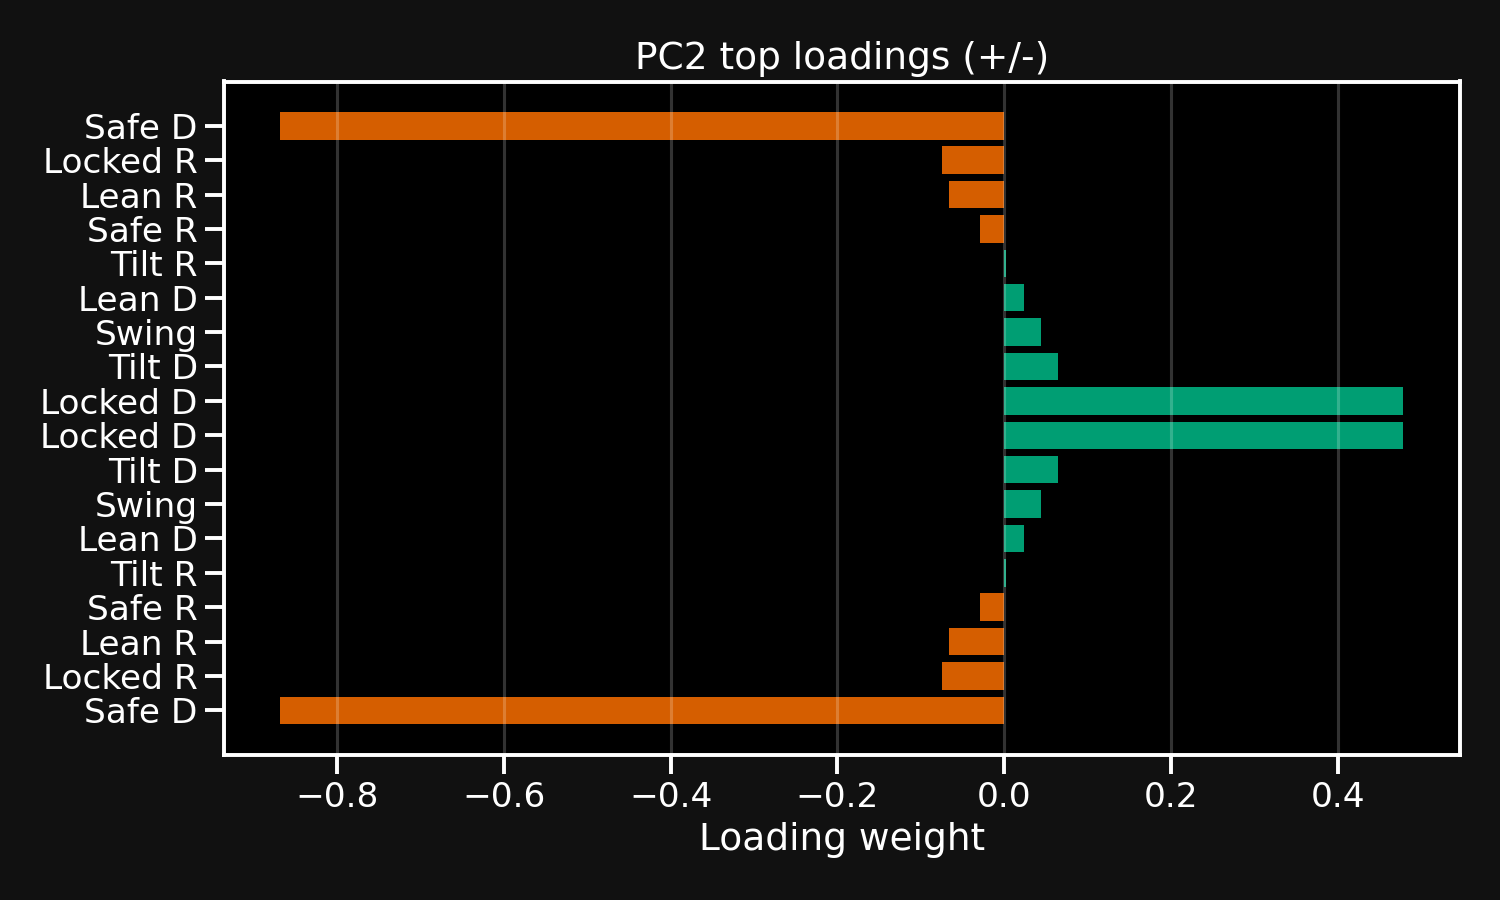 PC2 top loadings (+/-)
Safe D
Locked R
Lean R
Safe R
Tilt R
Lean D
Swing
Tilt D
Locked D
Locked D
Tilt D
Swing
Lean D
Tilt R
Safe R
Lean R
Locked R
Safe D
−0.8 −0.6 −0.4 −0.2 0.0 0.2 0.4
Loading weight